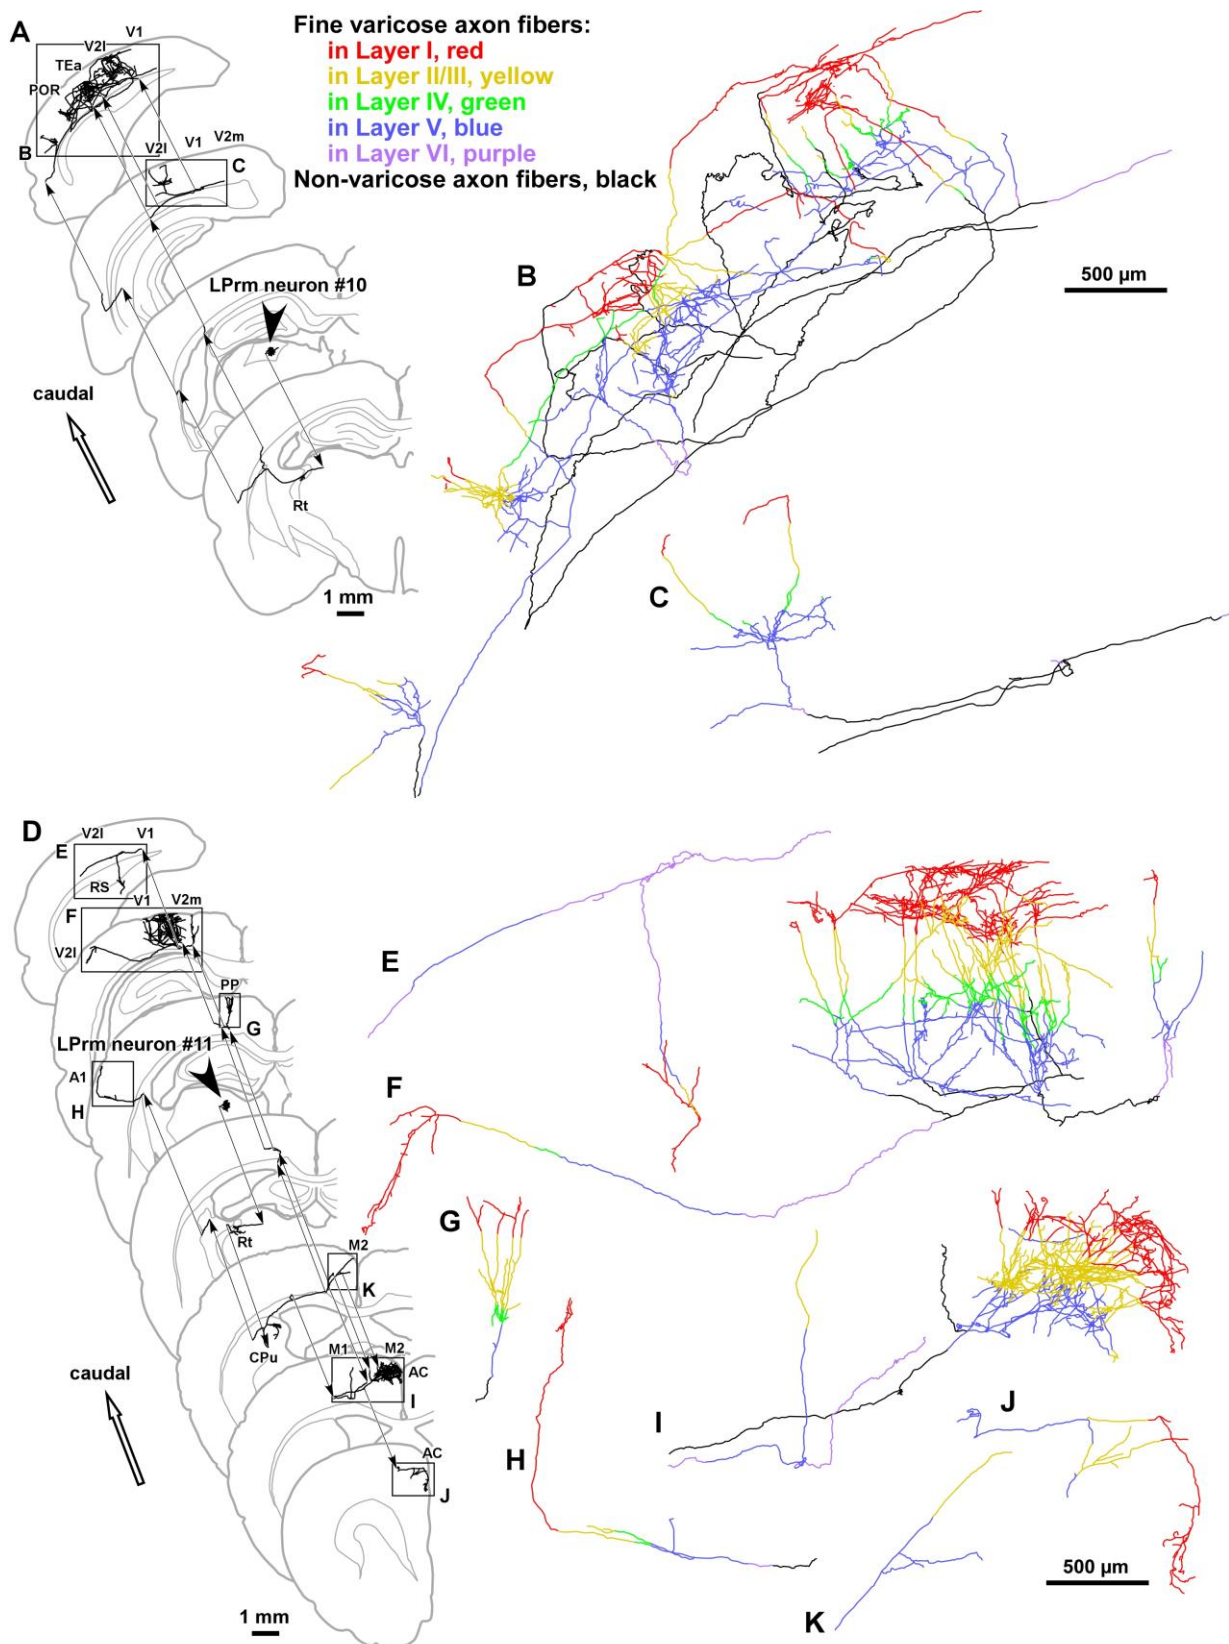 A
V1
V2l
TEa
POR
B
V2l
V1
V2m
C
Fine varicose axon fibers:
in Layer I, red
in Layer II/III, yellow
in Layer IV, green
in Layer V, blue
in Layer VI, purple
Non-varicose axon fibers, black
B
500 µm
LPrm neuron #10
caudal
Rt
1 mm
C
D
V2l
V1
E
RS
V1
V2m
F
V2l
PP
G
LPrm neuron #11
A1
H
Rt
M2
K
CPu
M1
M2
AC
I
caudal
AC
J
1 mm
E
F
G
H
I
J
K
500 µm